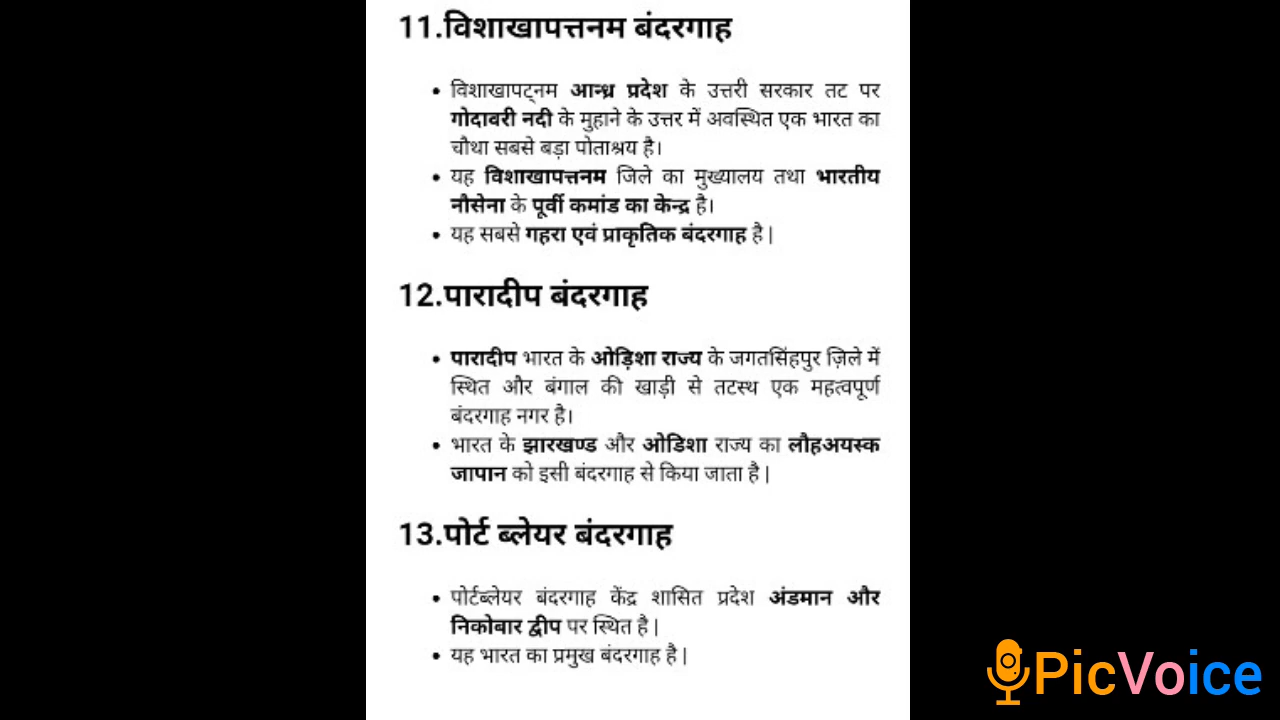 11.विशाखापत्तनम बंदरगाह
• विशाखापट्नम आन्ध्र प्रदेश के उत्तरी सरकार तट पर
गोदावरी नदी के मुहाने के उत्तर में अवस्थित एक भारत का
चौथा सबसे बड़ा पोताश्रय है।
• यह विशाखापत्तनम जिले का मुख्यालय तथा भारतीय
नौसेना के पूर्वी कमांड का केन्द्र है।
• यह सबसे गहरा एवं प्राकृतिक बंदरगाह है |
12.पारादीप बंदरगाह
• पारादीप भारत के ओड़िशा राज्य के जगतसिंहपुर ज़िले में
स्थित और बंगाल की खाड़ी से तटस्थ एक महत्वपूर्ण
बंदरगाह नगर है।
• भारत के झारखण्ड और ओडिशा राज्य का लौहअयस्क
जापान को इसी बंदरगाह से किया जाता है |
13.पोर्ट ब्लेयर बंदरगाह
• पोर्टब्लेयर बंदरगाह केंद्र शासित प्रदेश अंडमान और
निकोबार द्वीप पर स्थित है |
• यह भारत का प्रमुख बंदरगाह है |
PicVoice